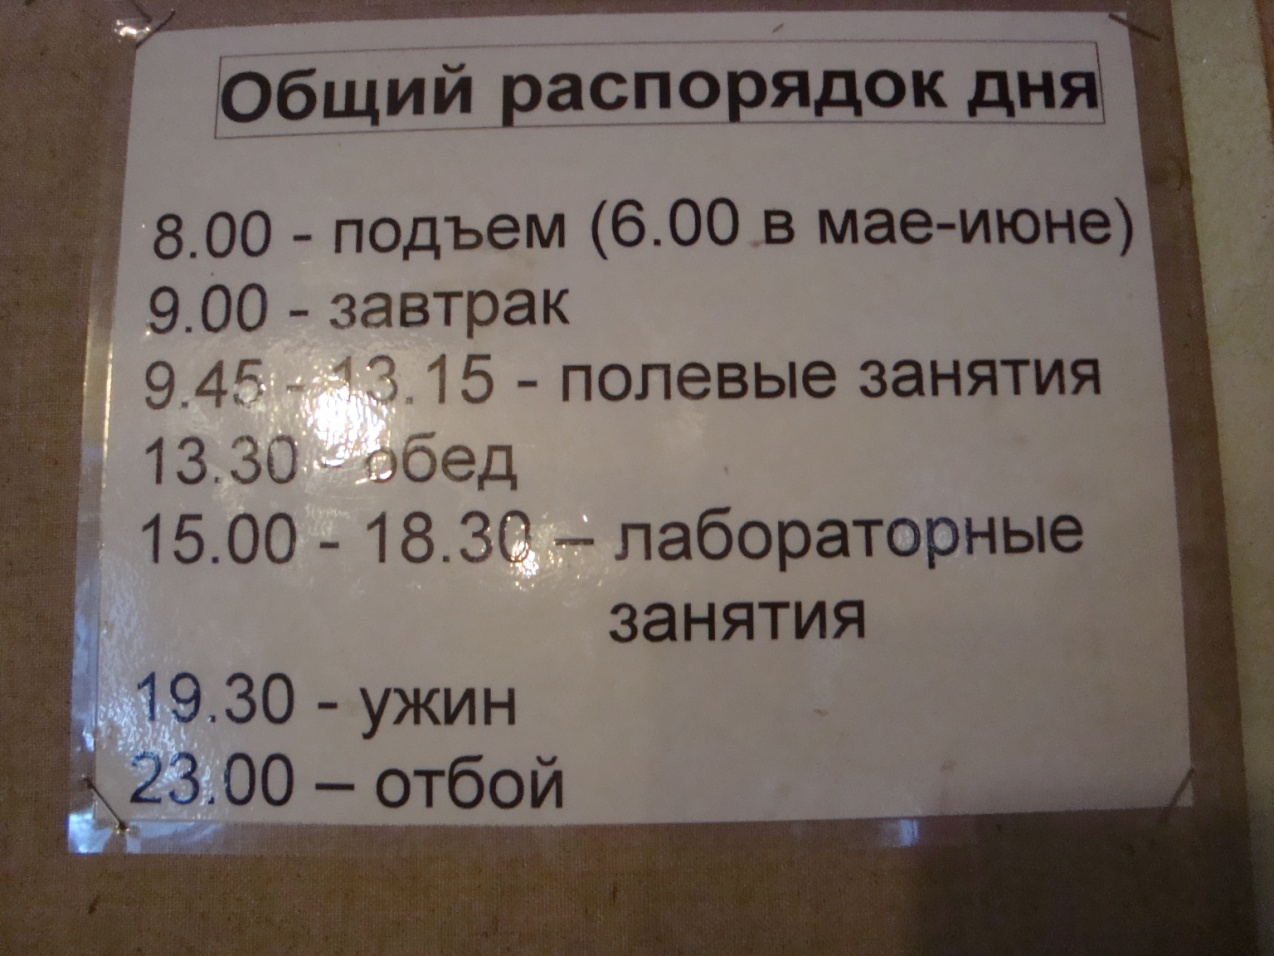 Общий распорядок дня
8.00 - подъем (6.00 в мае-июне)
9.00 - завтрак
9.45 - 13.15 - полевые занятия
13.30 - обед
15.00 - 18.30 – лабораторные
занятия
19.30 - ужин
23.00 – отбой